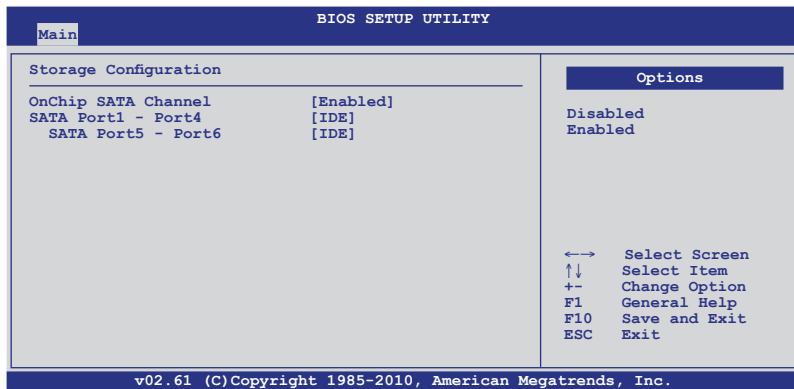 BIOS SETUP UTILITY
Main
Storage Configuration
OnChip SATA Channel [Enabled]
SATA Port1 - Port4 [IDE]
SATA Port5 - Port6 [IDE]
Options
Disabled
Enabled
←→ Select Screen
↑↓ Select Item
+- Change Option
F1 General Help
F10 Save and Exit
ESC Exit
v02.61 (C)Copyright 1985-2010, American Megatrends, Inc.